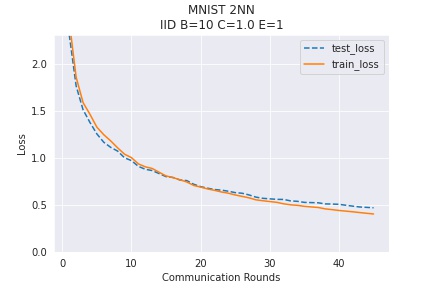 MNIST 2NN
IID B=10 C=1.0 E=1
test_loss
train_loss
2.0
1.5
1.0
0.5
0.0
Loss
0 10 20 30 40
Communication Rounds